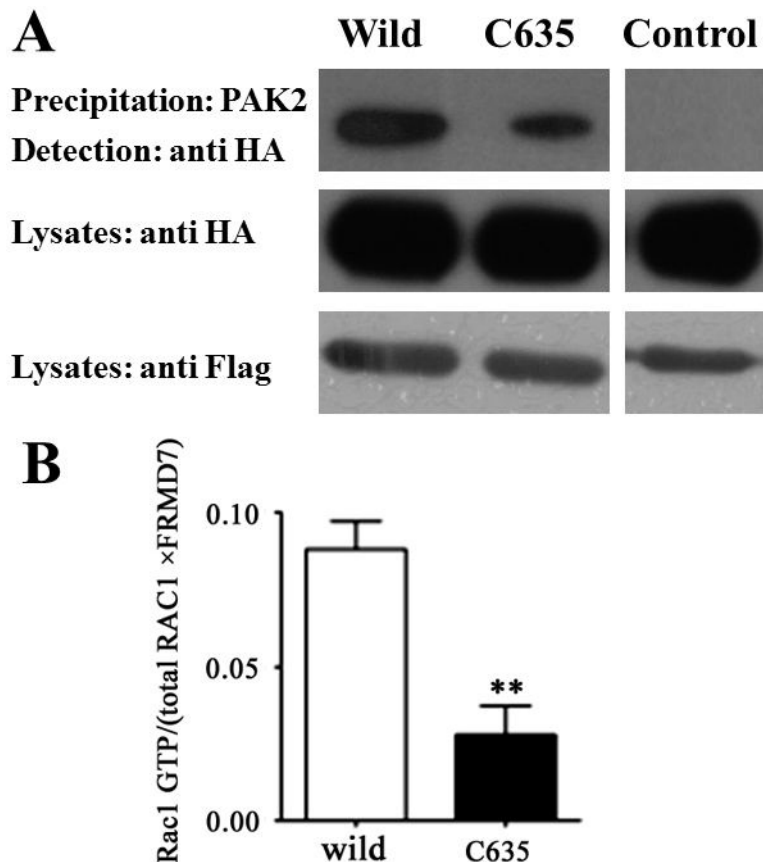 A
Wild C635 Control
Precipitation: PAK2
Detection: anti HA
Lysates: anti HA
Lysates: anti Flag
B
Rac1 GTP/(total RAC1 ×FRMD7)
0.10
0.05
0.00
**
wild C635